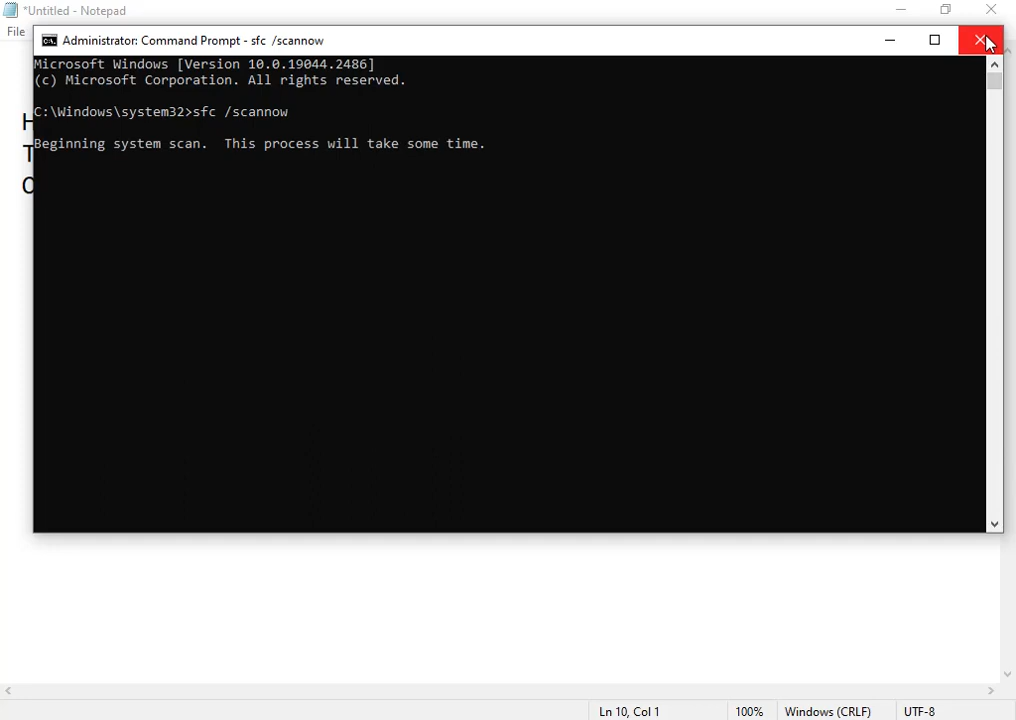 *Untitled - Notepad
File
Administrator: Command Prompt - sfc /scannow
Microsoft Windows [Version 10.0.19044.2486]
(c) Microsoft Corporation. All rights reserved.
C:\Windows\system32>sfc /scannow
Beginning system scan.  This process will take some time.
H
T
Ln 10, Col 1
100%
Windows (CRLF)
UTF-8